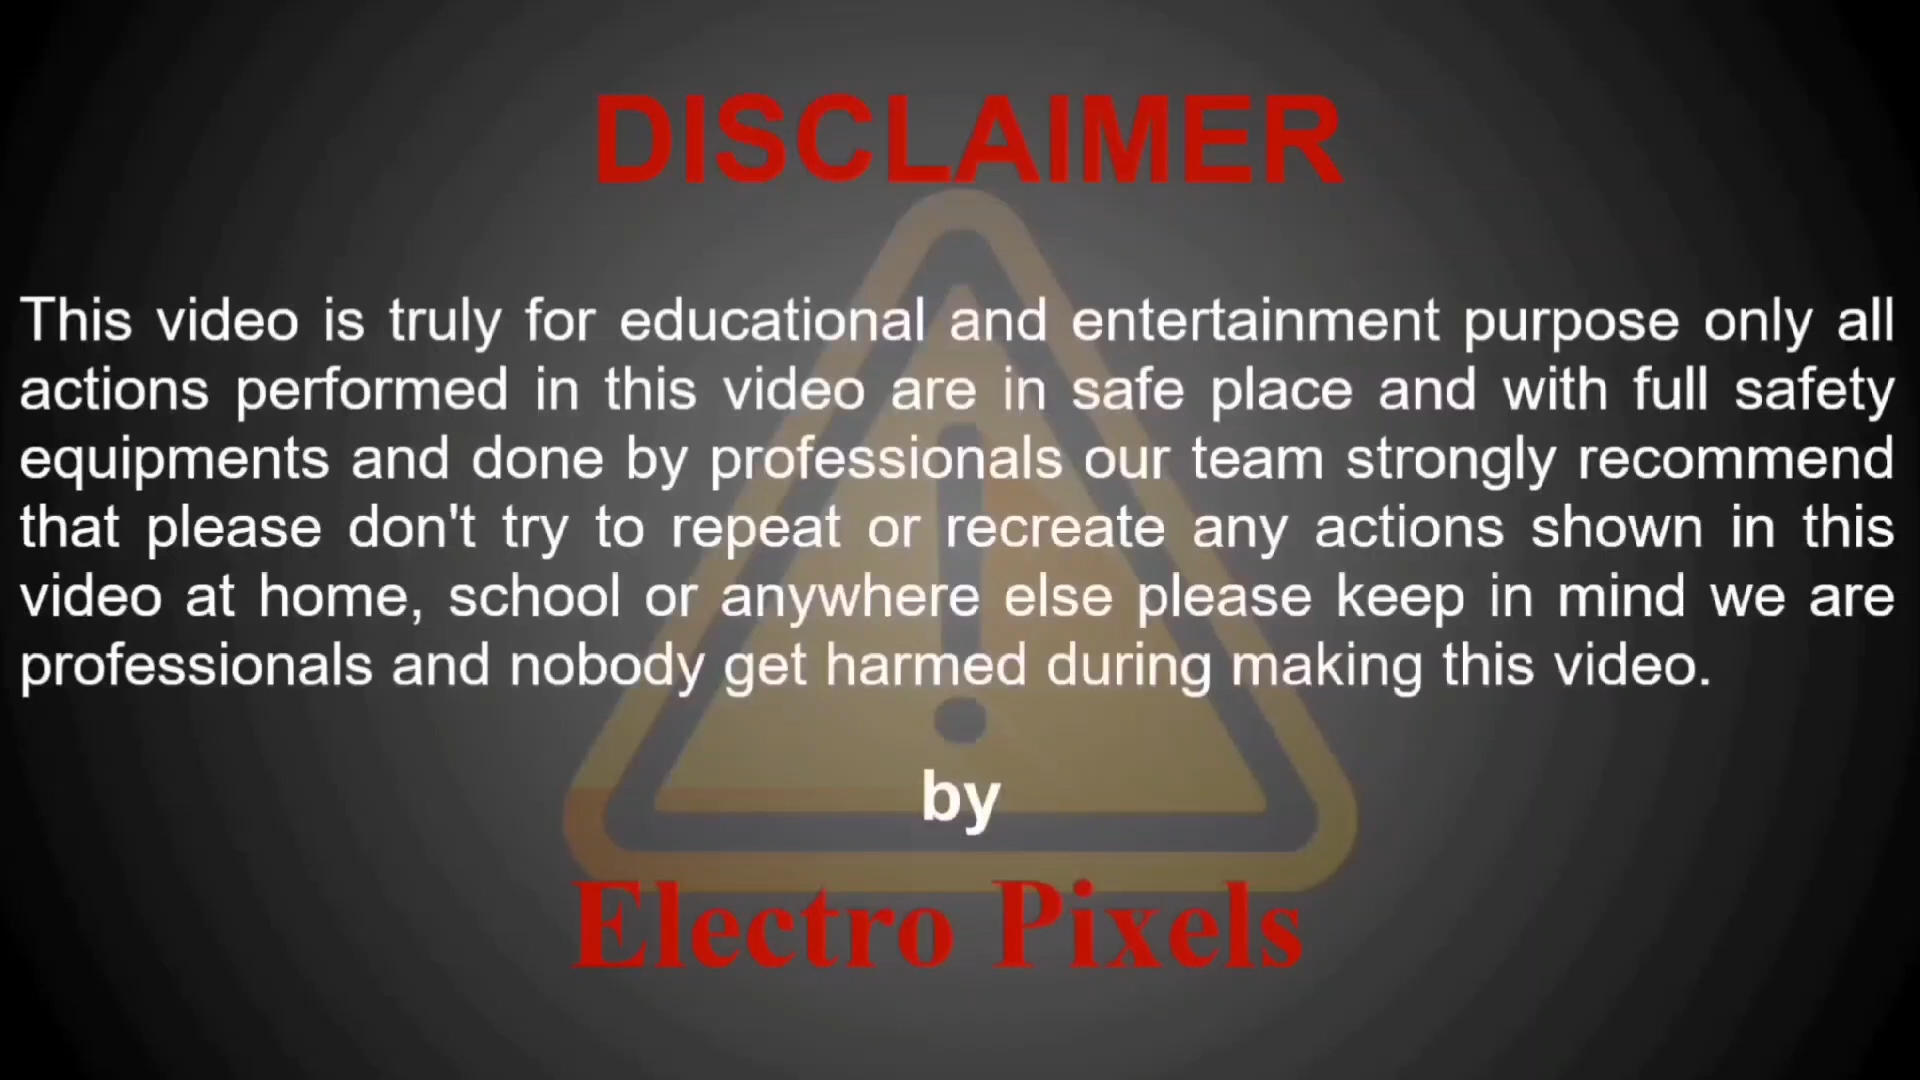 DISCLAIMER
This video is truly for educational and entertainment purpose only all
actions performed in this video are in safe place and with full safety
equipments and done by professionals our team strongly recommend
that please don't try to repeat or recreate any actions shown in this
video at home, school or anywhere else please keep in mind we are
professionals and nobody get harmed during making this video.
by
Electro Pixels